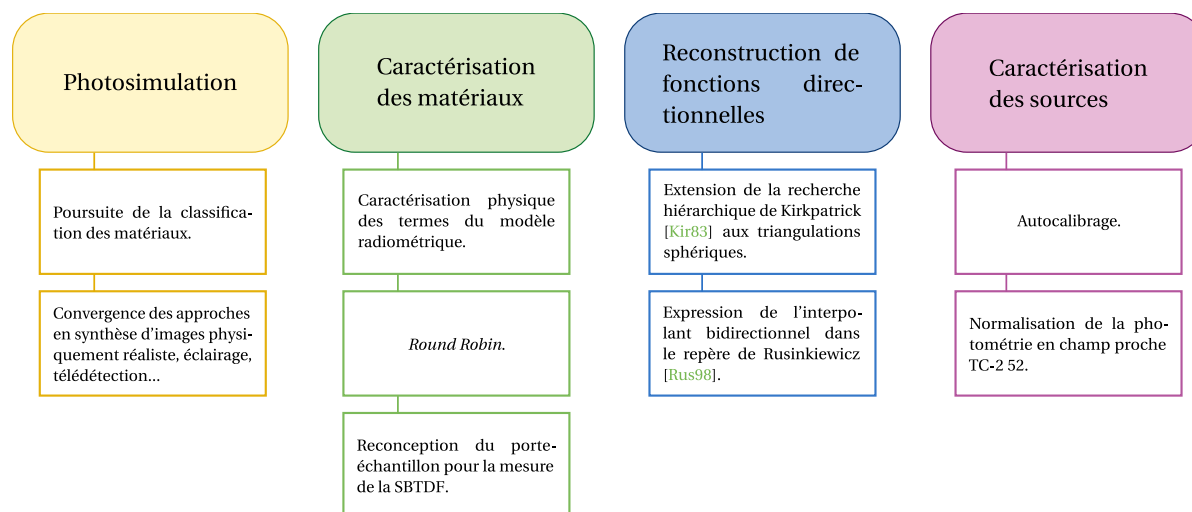 Photosimulation
Poursuite de la classifica-
tion des matériaux.
Convergence des approches
en synthèse d'images physi-
quement réaliste, éclairage,
télédétection...
Caractérisation
des matériaux
Caractérisation physique
des termes du modèle
radiométrique.
Round Robin.
Reconception du porte-
échantillon pour la mesure
de la SBTDF.
Reconstruction de
fonctions direc-
tionnelles
Extension de la recherche
hiérarchique de Kirkpatrick
[Kir83] aux triangulations
sphériques.
Expression de l'interpo-
lant bidirectionnel dans
le repère de Rusinkiewicz
[Rus98].
Caractérisation
des sources
Autocalibrage.
Normalisation de la pho-
tométrie en champ proche
TC-2 52.